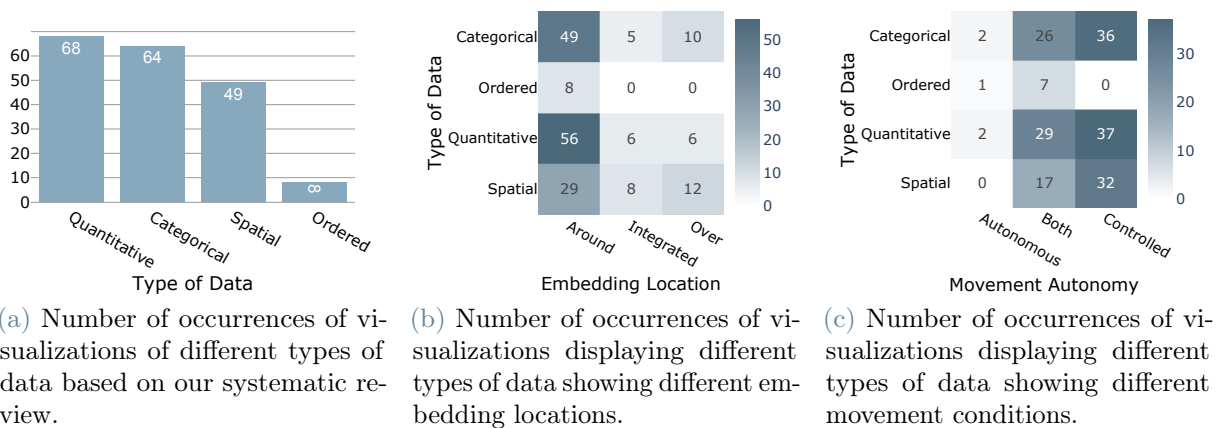 60
50
40
30
20
10
0
68
64
49
8
Quantitative
Categorical
Spatial
Ordered
Type of Data
(a) Number of occurrences of vi-
sualizations of different types of
data based on our systematic re-
view.
Type of Data
Categorical 49 5 10
Ordered 8 0 0
Quantitative 56 6 6
Spatial 29 8 12
Around
Integrated
Over
Embedding Location
50
40
30
20
10
0
(b) Number of occurrences of vi-
sualizations displaying different
types of data showing different em-
bedding locations.
Type of Data
Categorical 2 26 36
Ordered 1 7 0
Quantitative 2 29 37
Spatial 0 17 32
Autonomous
Both
Controlled
Movement Autonomy
30
20
10
0
(c) Number of occurrences of vi-
sualizations displaying different
types of data showing different
movement conditions.